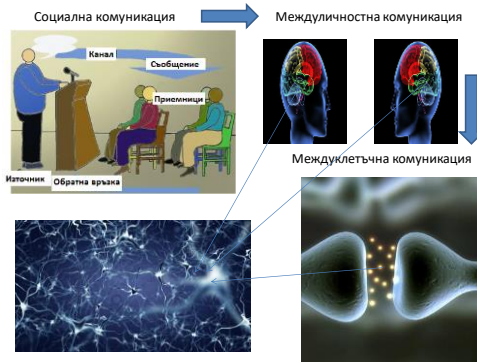 Социална комуникация
Междуличностна комуникация
Канал
Съобщение
Приемници
Източник
Обратна връзка
Междуклетъчна комуникация